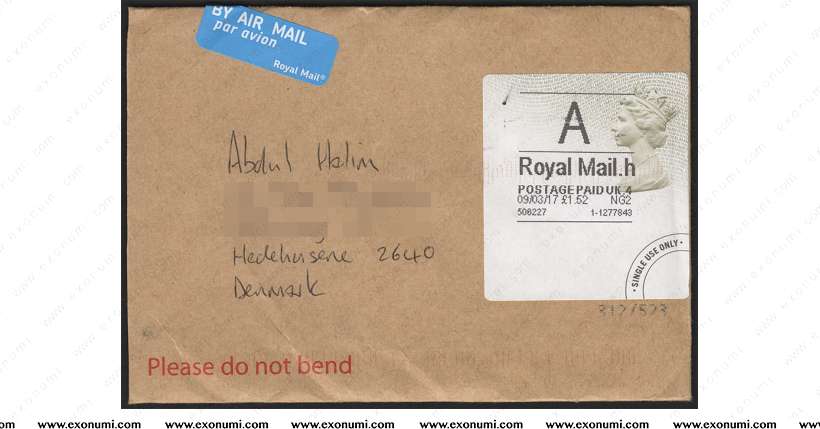 BY AIR MAIL
par avion
Royal Mail®
A
Royal Mail.h
POSTAGE PAID UK.4
09/03/17 £1.52 NG2
506227 1-1277843
• SINGLE USE ONLY •
Abdul Halim
Hedehusene 2640
Denmark
317/573
Please do not bend
www.exonumi.com www.exonumi.com www.exonumi.com www.exonumi.com www.exonumi.com www.exonumi.com